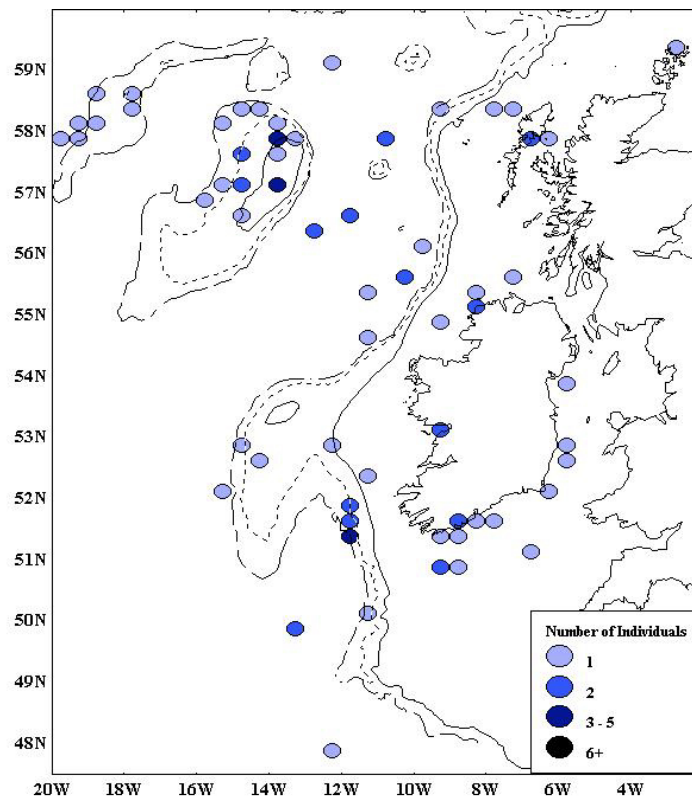 59N
58N
57N
56N
55N
54N
53N
52N
51N
50N
49N
48N
Number of Individuals
1
2
3 - 5
6+
20W 18W 16W 14W 12W 10W 8W 6W 4W